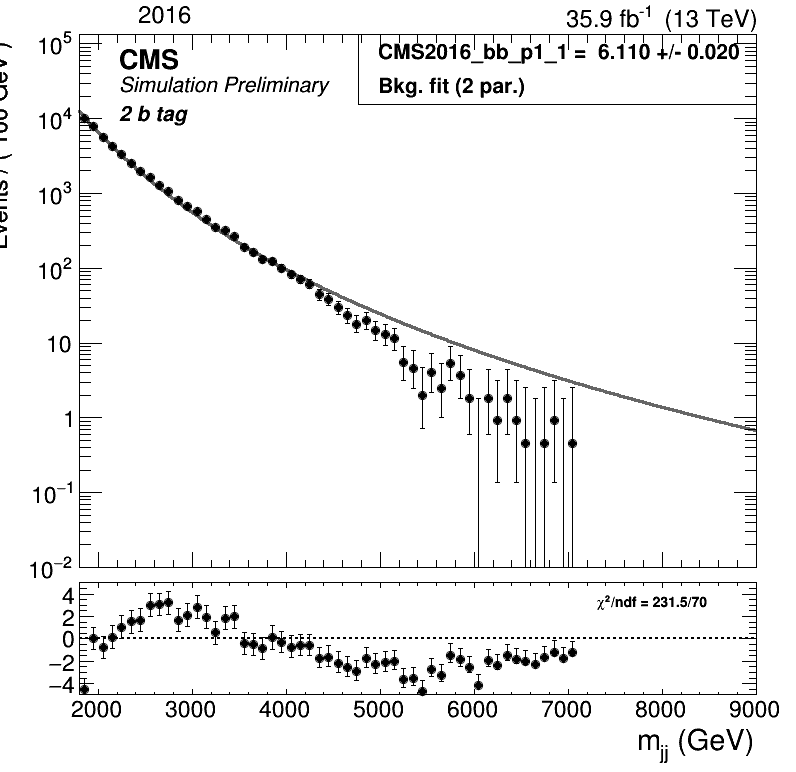 2016
35.9 fb⁻¹ (13 TeV)
CMS
Simulation Preliminary
2 b tag
CMS2016_bb_p1_1 = 6.110 +/- 0.020
Bkg. fit (2 par.)
Events /
GeV )
10⁵
10⁴
10³
10²
10
1
10⁻¹
10⁻²
χ²/ndf = 231.5/70
4
2
0
−2
−4
2000 3000 4000 5000 6000 7000 8000 9000
m_jj (GeV)